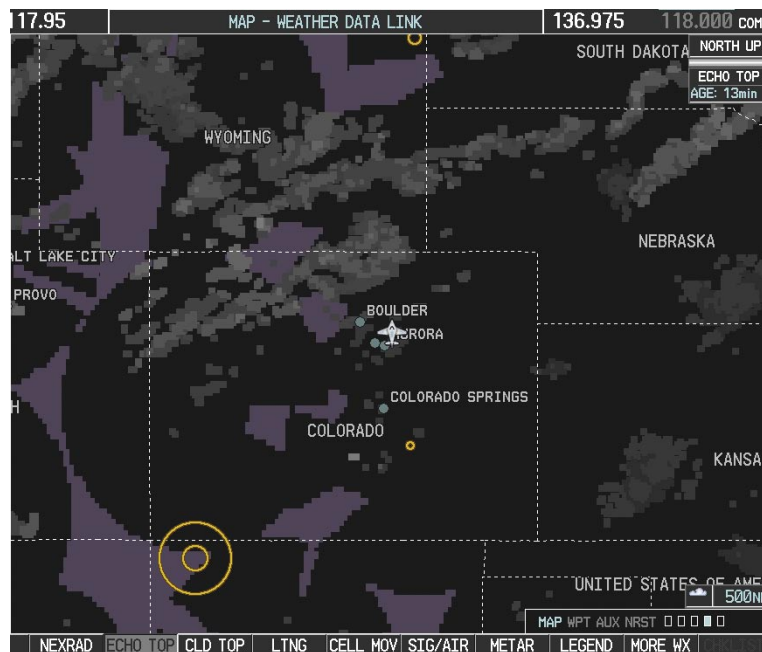 117.95 MAP - WEATHER DATA LINK 136.975 118.000 COM
SOUTH DAKOTA
NORTH UP
ECHO TOP
AGE: 13min
WYOMING
NEBRASKA
ALT LAKE CITY
PROVO
BOULDER
RORA
COLORADO SPRINGS
H
COLORADO
KANSA
UNITED STATES OF AME
500N
MAP WPT AUX NRST
NEXRAD ECHO TOP CLD TOP LTNG CELL MOV SIG/AIR METAR LEGEND MORE WX CHKLIST